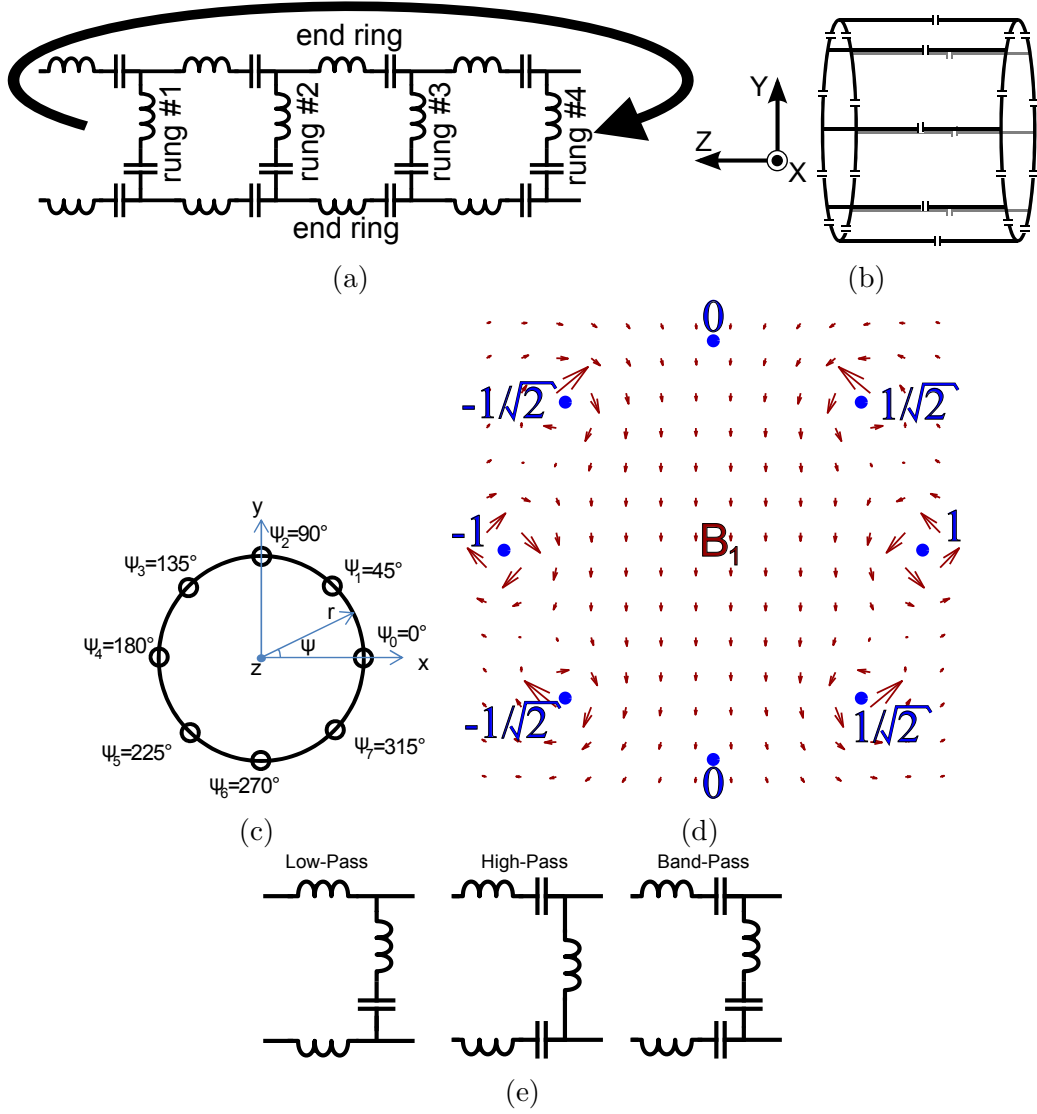 end ring
rung #1
rung #2
rung #3
rung #4
end ring
(a)
Y
Z
X
(b)
0
-1/√2
1/√2
-1
B₁
1
-1/√2
1/√2
0
(d)
y
Ψ₂=90°
Ψ₃=135°
Ψ₁=45°
r
Ψ₄=180°
Ψ
Ψ₀=0°
z
x
Ψ₅=225°
Ψ₇=315°
Ψ₆=270°
(c)
Low-Pass
High-Pass
Band-Pass
(e)